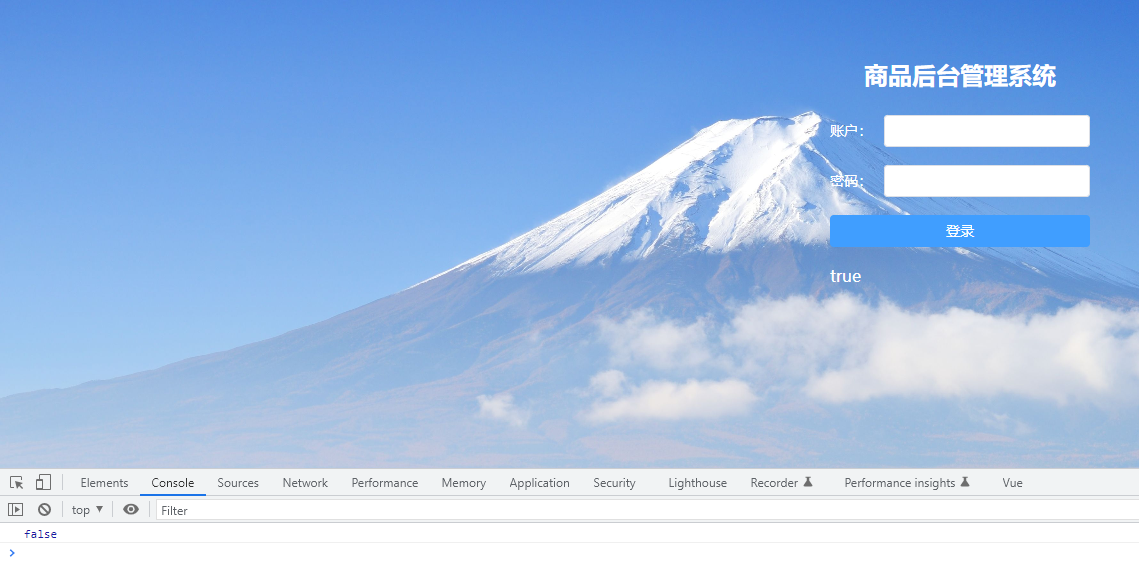 商品后台管理系统
账户：
密码：
登录
true
Elements Console Sources Network Performance Memory Application Security Lighthouse Recorder Performance insights Vue
top Filter
false